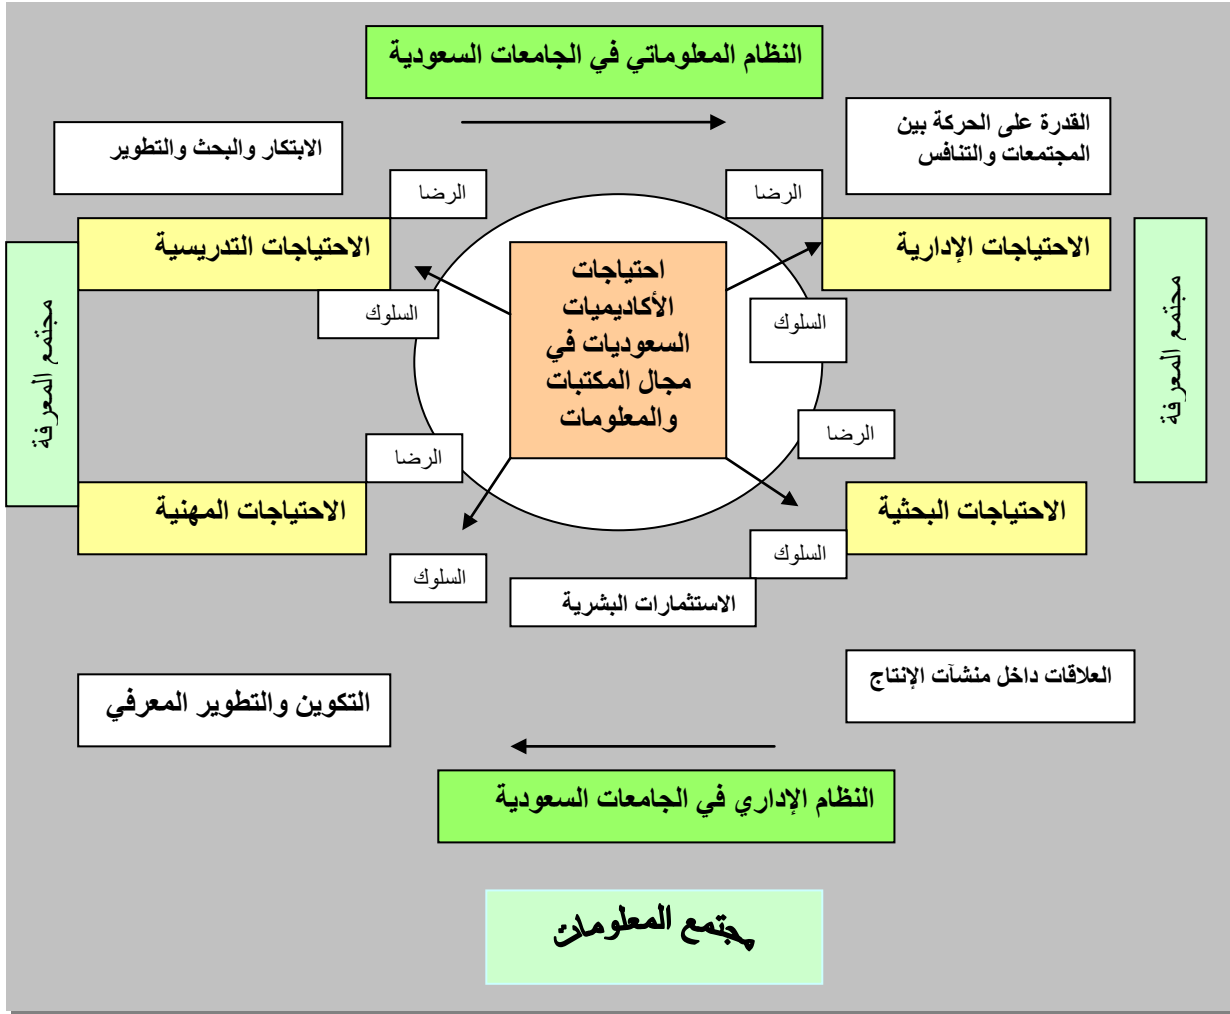 النظام المعلوماتي في الجامعات السعودية
القدرة على الحركة بين
المجتمعات والتنافس
الابتكار والبحث والتطوير
الرضا
الرضا
الاحتياجات الإدارية
الاحتياجات التدريسية
مجتمع المعرفة
مجتمع المعرفة
السلوك
السلوك
احتياجات
الأكاديميات
السعوديات في
مجال المكتبات
والمعلومات
الرضا
الرضا
الاحتياجات البحثية
الاحتياجات المهنية
السلوك
السلوك
الاستثمارات البشرية
العلاقات داخل منشآت الإنتاج
التكوين والتطوير المعرفي
النظام الإداري في الجامعات السعودية
مجتمع المعلومات